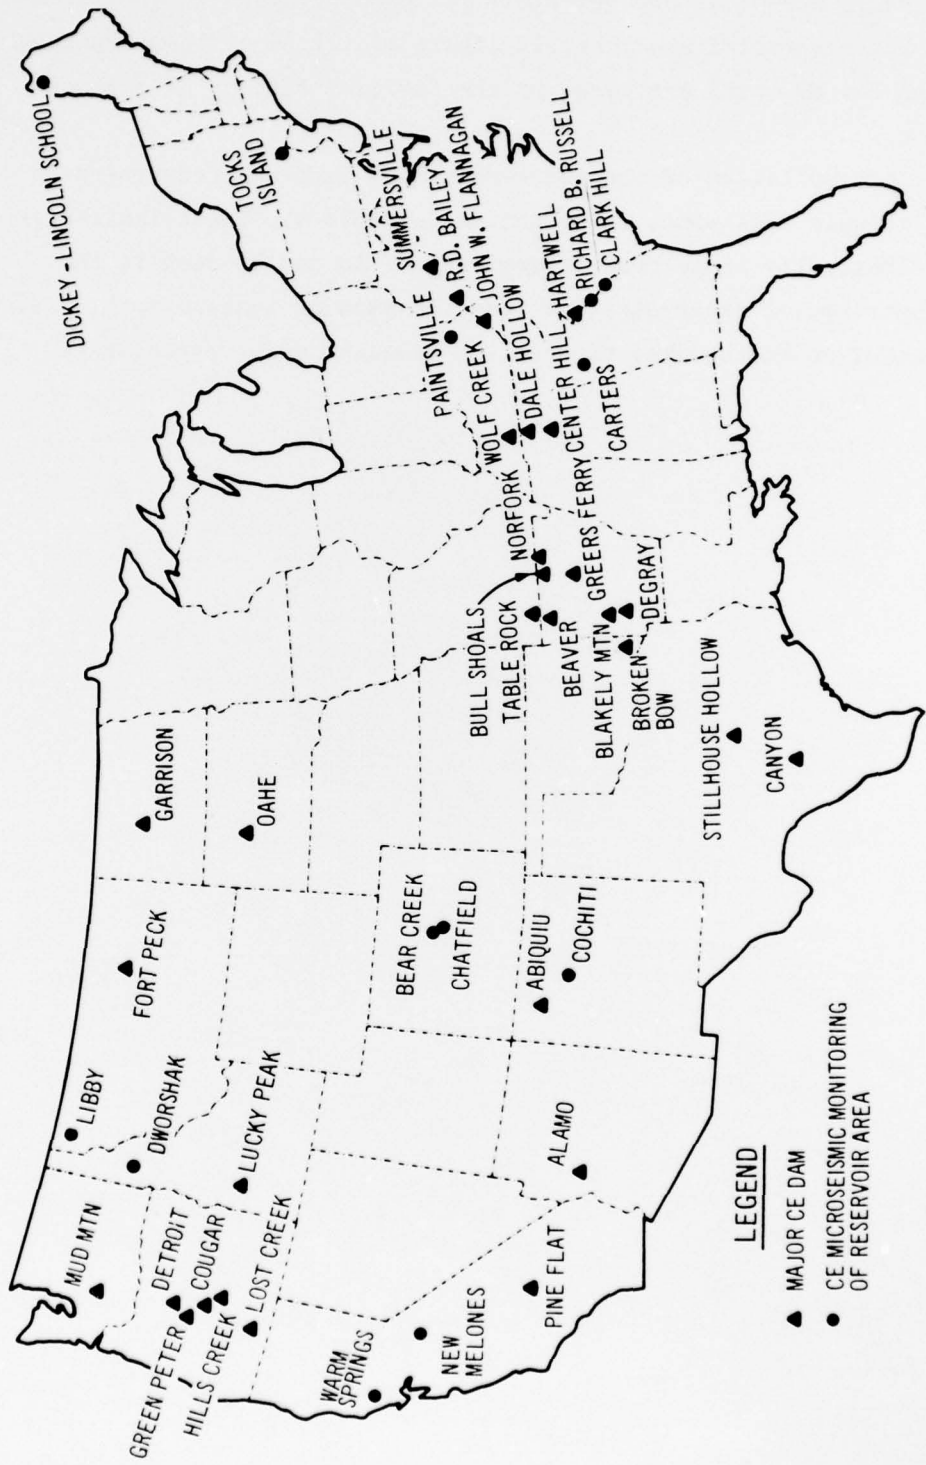 DICKEY-LINCOLN SCHOOL
TOCKS
ISLAND
SUMMERSVILLE
R.D. BAILEY
JOHN W. FLANNAGAN
PAINTSVILLE
WOLF CREEK
DALE HOLLOW
CENTER HILL
HARTWELL
RICHARD B. RUSSELL
CLARK HILL
CARTERS
NORFORK
BULL SHOALS
TABLE ROCK
GREERS FERRY
BEAVER
BLAKELY MTN
DEGRAY
BROKEN
BOW
STILLHOUSE HOLLOW
CANYON
GARRISON
OAHE
FORT PECK
BEAR CREEK
CHATFIELD
ABIQUIU
COCHITI
LIBBY
DWORSHAK
LUCKY PEAK
ALAMO
MUD MTN
DETROIT
GREEN PETER
COUGAR
HILLS CREEK
LOST CREEK
WARM
SPRINGS
NEW
MELONES
PINE FLAT
LEGEND
MAJOR CE DAM
CE MICROSEISMIC MONITORING
OF RESERVOIR AREA